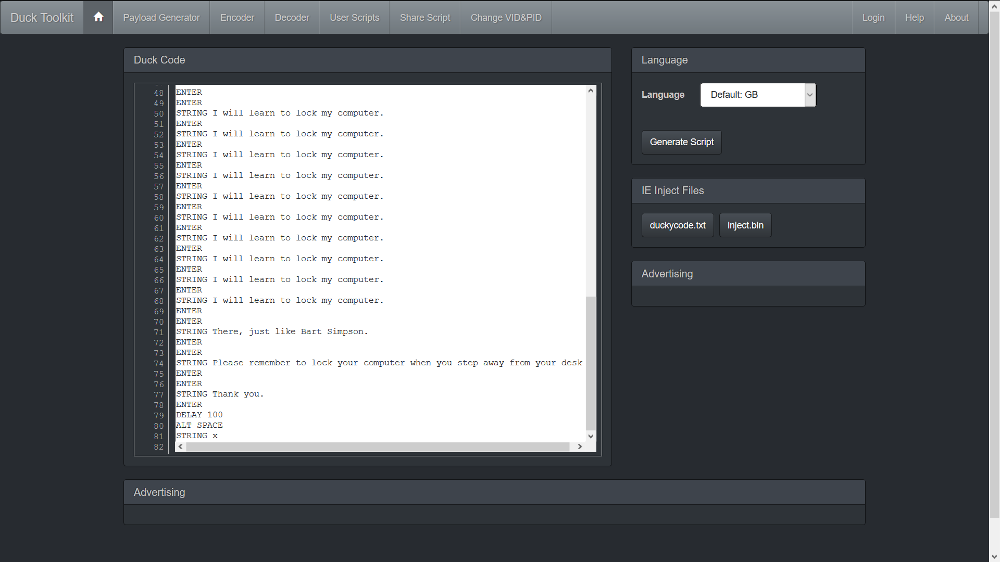 Duck Toolkit Payload Generator Encoder Decoder User Scripts Share Script Change VID&PID Login Help About
Duck Code
48 ENTER
49 ENTER
50 STRING I will learn to lock my computer.
51 ENTER
52 STRING I will learn to lock my computer.
53 ENTER
54 STRING I will learn to lock my computer.
55 ENTER
56 STRING I will learn to lock my computer.
57 ENTER
58 STRING I will learn to lock my computer.
59 ENTER
60 STRING I will learn to lock my computer.
61 ENTER
62 STRING I will learn to lock my computer.
63 ENTER
64 STRING I will learn to lock my computer.
65 ENTER
66 STRING I will learn to lock my computer.
67 ENTER
68 STRING I will learn to lock my computer.
69 ENTER
70 ENTER
71 STRING There, just like Bart Simpson.
72 ENTER
73 ENTER
74 STRING Please remember to lock your computer when you step away from your desk
75 ENTER
76 ENTER
77 STRING Thank you.
78 ENTER
79 DELAY 100
80 ALT SPACE
81 STRING x
82
Language
Language Default: GB
Generate Script
IE Inject Files
duckycode.txt inject.bin
Advertising
Advertising